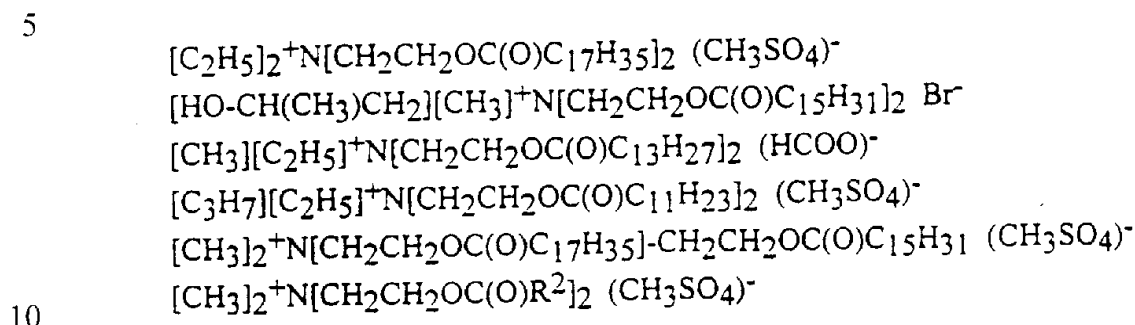 5
[C2H5]2+N[CH2CH2OC(O)C17H35]2 (CH3SO4)-
[HO-CH(CH3)CH2][CH3]+N[CH2CH2OC(O)C15H31]2 Br-
[CH3][C2H5]+N[CH2CH2OC(O)C13H27]2 (HCOO)-
[C3H7][C2H5]+N[CH2CH2OC(O)C11H23]2 (CH3SO4)-
[CH3]2+N[CH2CH2OC(O)C17H35]-CH2CH2OC(O)C15H31 (CH3SO4)-
[CH3]2+N[CH2CH2OC(O)R2]2 (CH3SO4)-
10